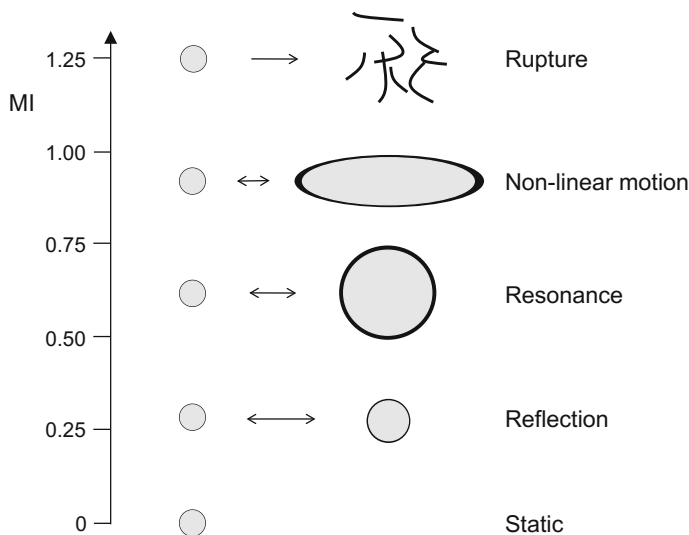 1.25
Rupture
MI
1.00
Non-linear motion
0.75
Resonance
0.50
Reflection
0.25
0
Static